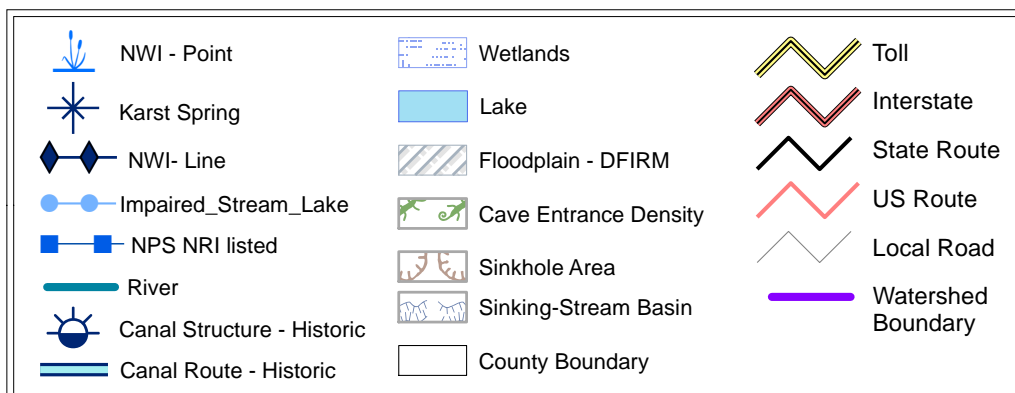 NWI - Point
Karst Spring
NWI- Line
Impaired_Stream_Lake
NPS NRI listed
River
Canal Structure - Historic
Canal Route - Historic
Wetlands
Lake
Floodplain - DFIRM
Cave Entrance Density
Sinkhole Area
Sinking-Stream Basin
County Boundary
Toll
Interstate
State Route
US Route
Local Road
Watershed
Boundary